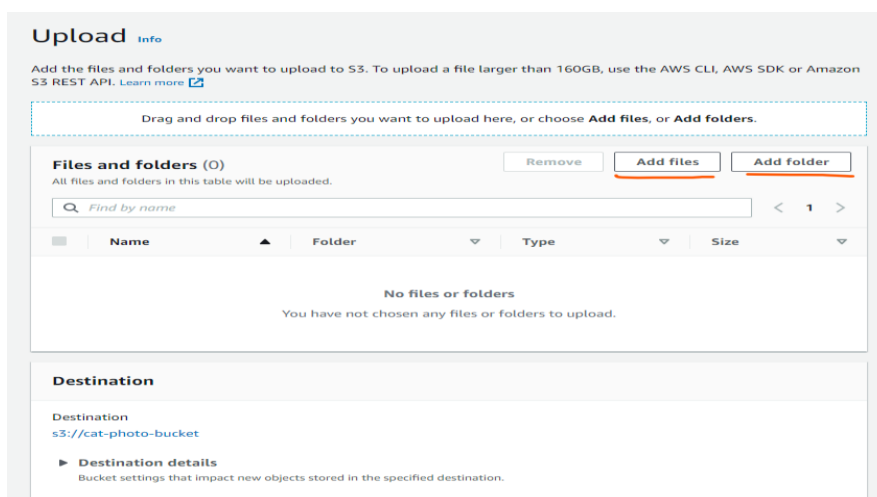 Upload Info
Add the files and folders you want to upload to S3. To upload a file larger than 160GB, use the AWS CLI, AWS SDK or Amazon
S3 REST API. Learn more
Drag and drop files and folders you want to upload here, or choose Add files, or Add folders.
Files and folders (0)
Remove
Add files
Add folder
All files and folders in this table will be uploaded.
Find by name
< 1 >
Name
Folder
Type
Size
No files or folders
You have not chosen any files or folders to upload.
Destination
Destination
s3://cat-photo-bucket
Destination details
Bucket settings that impact new objects stored in the specified destination.